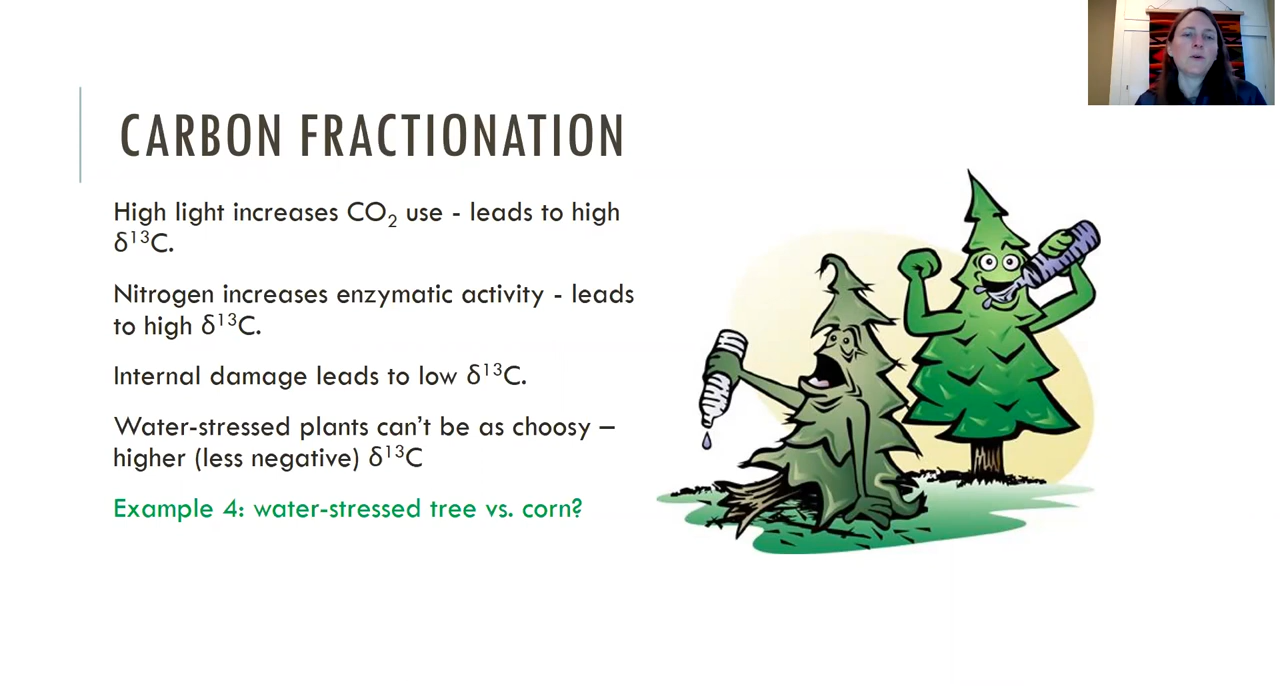 CARBON FRACTIONATION
High light increases CO₂ use - leads to high
δ¹³C.
Nitrogen increases enzymatic activity - leads
to high δ¹³C.
Internal damage leads to low δ¹³C.
Water-stressed plants can’t be as choosy –
higher (less negative) δ¹³C
Example 4: water-stressed tree vs. corn?